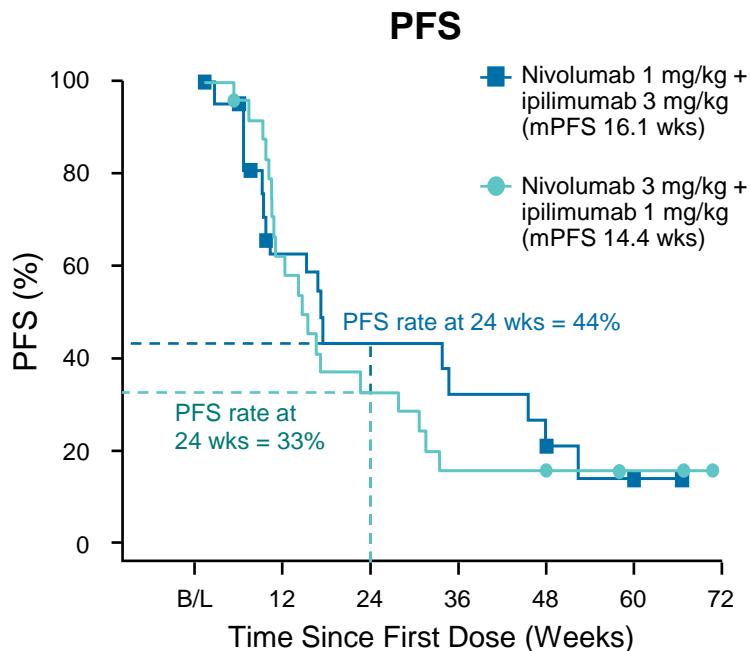 PFS
Nivolumab 1 mg/kg +
ipilimumab 3 mg/kg
(mPFS 16.1 wks)
Nivolumab 3 mg/kg +
ipilimumab 1 mg/kg
(mPFS 14.4 wks)
PFS (%)
100
80
60
40
20
0
PFS rate at 24 wks = 44%
PFS rate at
24 wks = 33%
B/L 12 24 36 48 60 72
Time Since First Dose (Weeks)